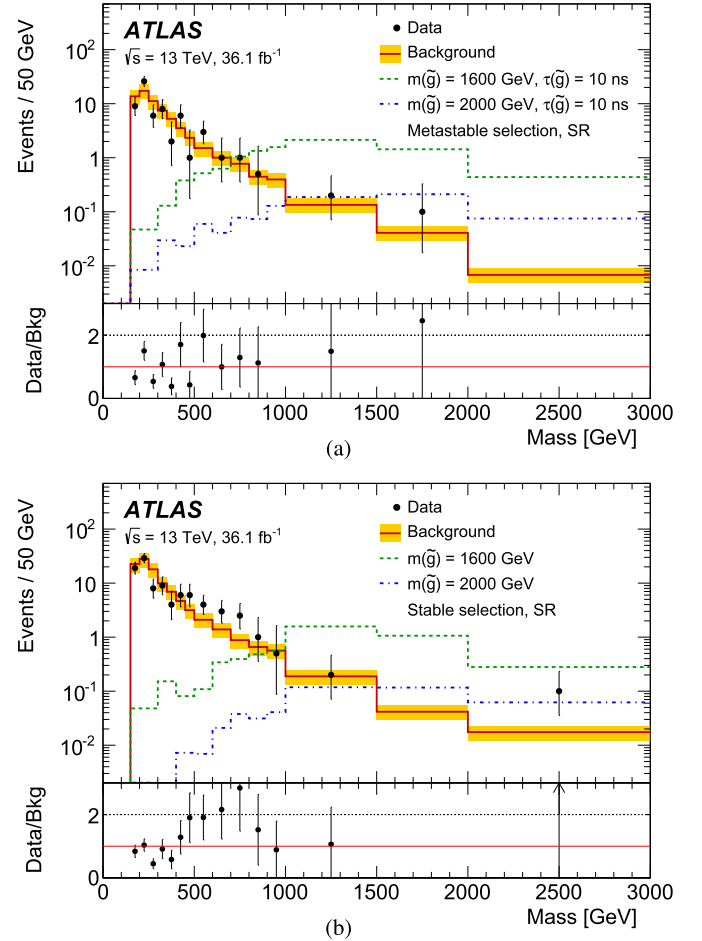 ATLAS
√s = 13 TeV, 36.1 fb⁻¹
Data
Background
m(g̃) = 1600 GeV, τ(g̃) = 10 ns
m(g̃) = 2000 GeV, τ(g̃) = 10 ns
Metastable selection, SR
Events / 50 GeV
10²
10
1
10⁻¹
10⁻²
Data/Bkg
2
0
0 500 1000 1500 2000 2500 3000
Mass [GeV]
(a)
ATLAS
√s = 13 TeV, 36.1 fb⁻¹
Data
Background
m(g̃) = 1600 GeV
m(g̃) = 2000 GeV
Stable selection, SR
Events / 50 GeV
10²
10
1
10⁻¹
10⁻²
Data/Bkg
2
0
0 500 1000 1500 2000 2500 3000
Mass [GeV]
(b)